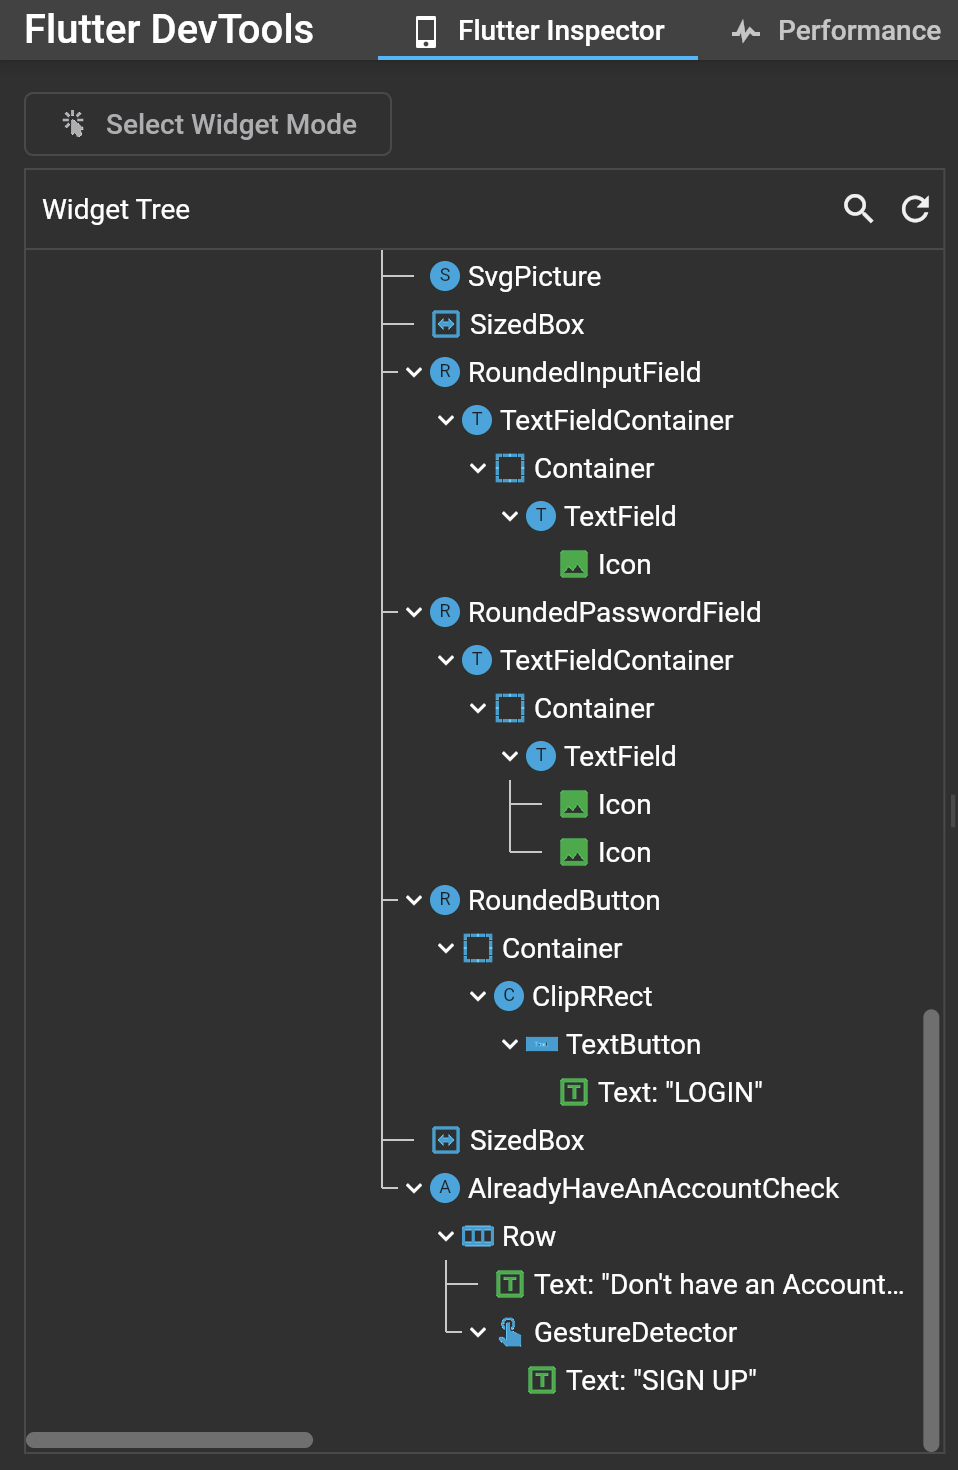 Flutter DevTools Flutter Inspector Performance
Select Widget Mode
Widget Tree
S SvgPicture
SizedBox
R RoundedInputField
T TextFieldContainer
Container
T TextField
Icon
R RoundedPasswordField
T TextFieldContainer
Container
T TextField
Icon
Icon
R RoundedButton
Container
C ClipRRect
TextButton
T Text: "LOGIN"
SizedBox
A AlreadyHaveAnAccountCheck
Row
T Text: "Don't have an Account...
GestureDetector
T Text: "SIGN UP"